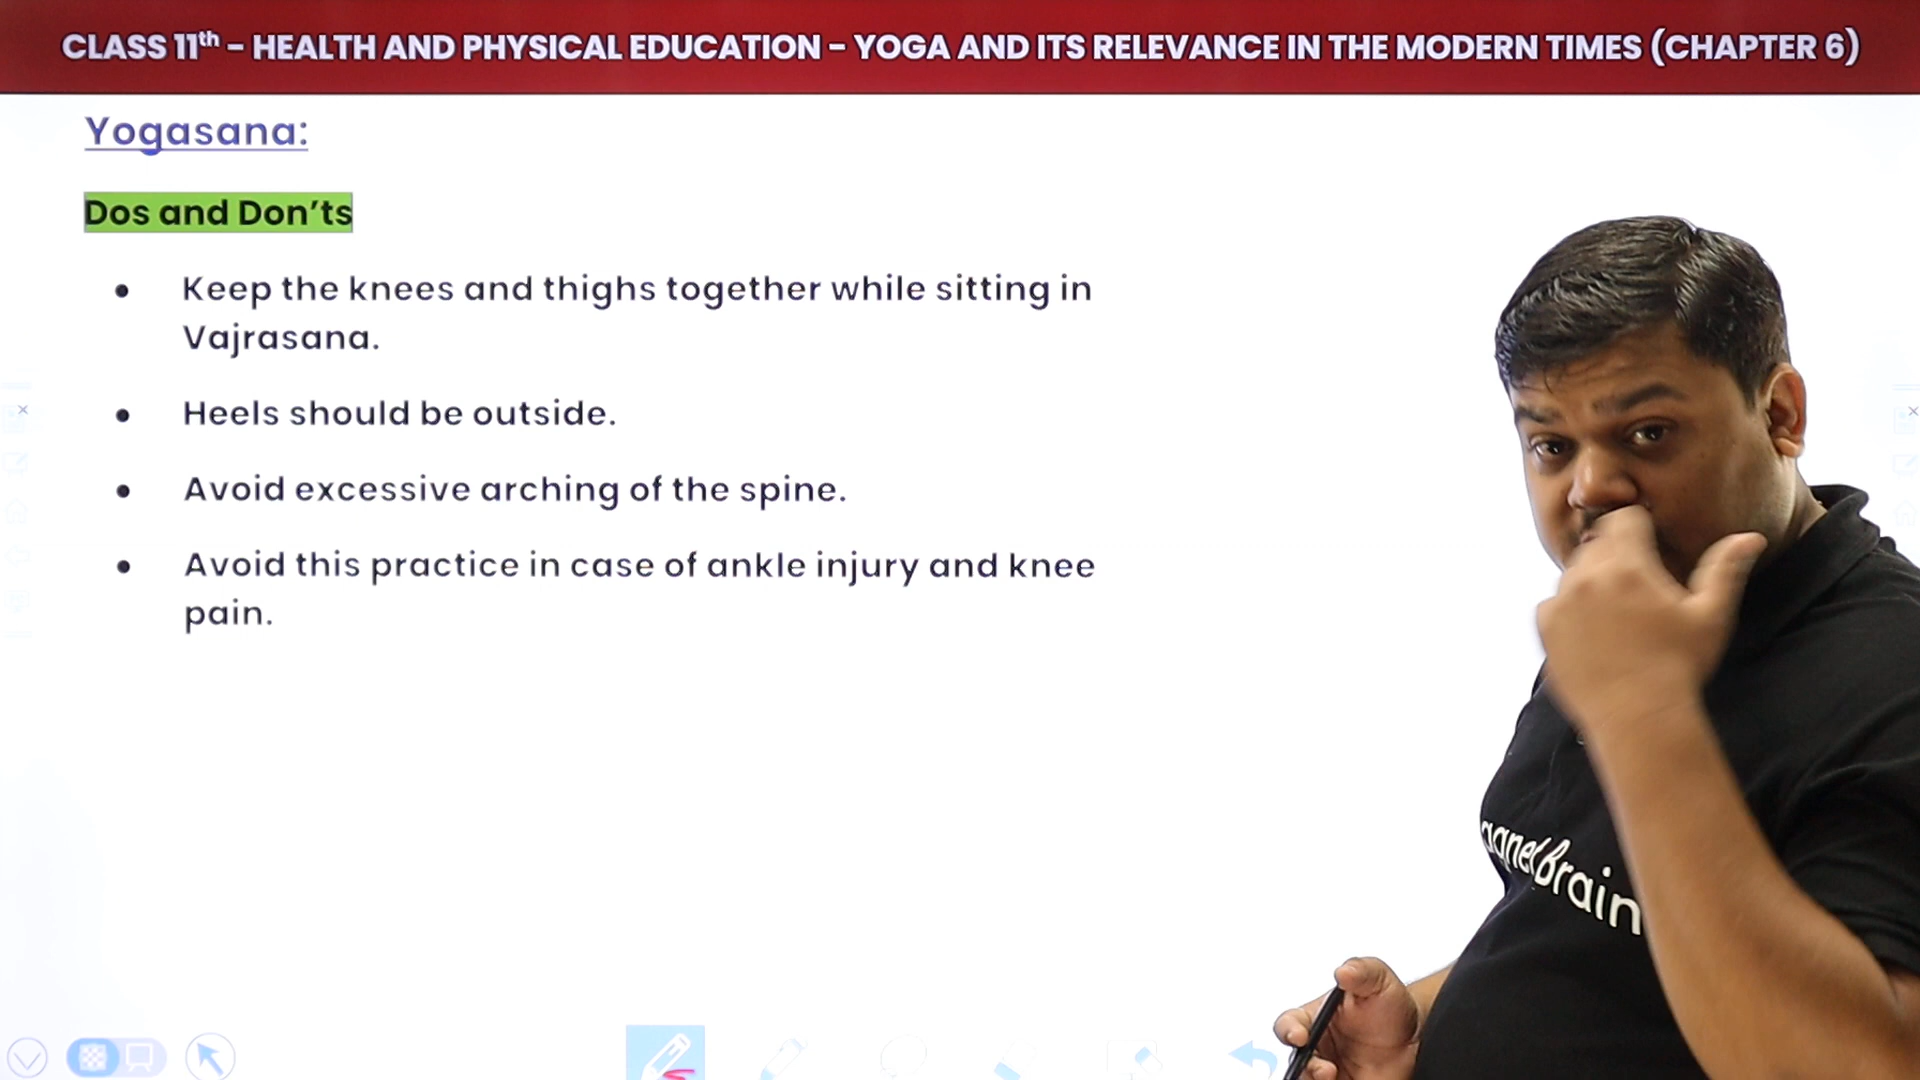 CLASS 11th – HEALTH AND PHYSICAL EDUCATION – YOGA AND ITS RELEVANCE IN THE MODERN TIMES (CHAPTER 6)
Yogasana:
Dos and Don’ts
• Keep the knees and thighs together while sitting in
Vajrasana.
• Heels should be outside.
• Avoid excessive arching of the spine.
• Avoid this practice in case of ankle injury and knee
pain.
agnet Brain